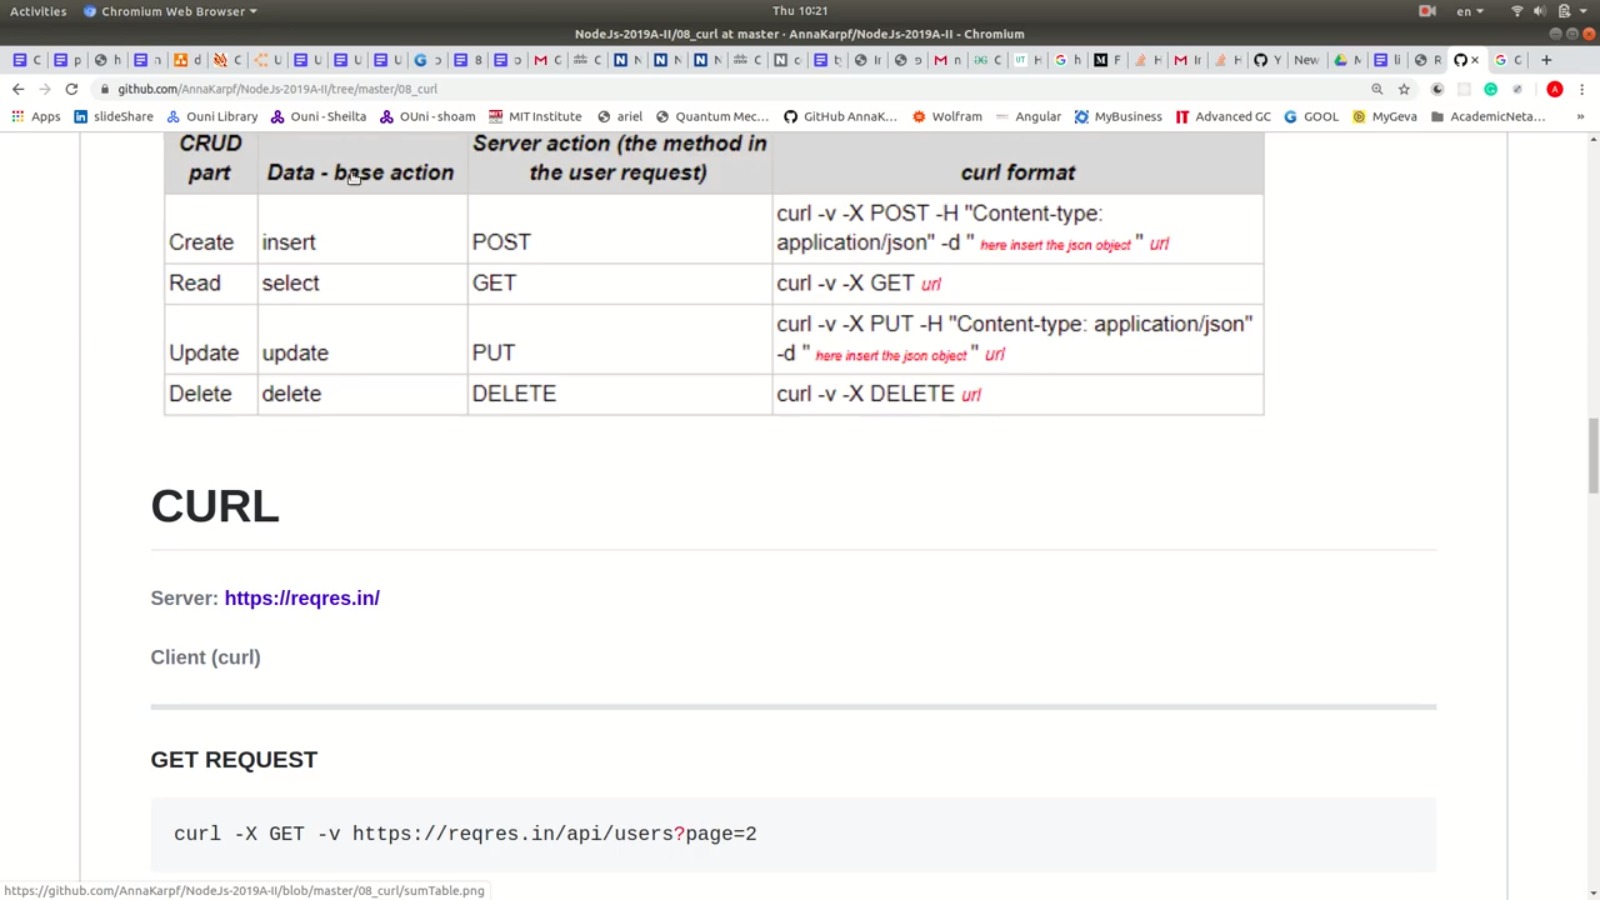 Activities Chromium Web Browser Thu 10:21 en
NodeJs-2019A-II/08_curl at master · AnnaKarpf/NodeJs-2019A-II - Chromium
github.com/AnnaKarpf/NodeJs-2019A-II/tree/master/08_curl
Apps slideShare Ouni Library Ouni - Sheilta OUni - shoam MIT Institute ariel Quantum Mec... GitHub AnnaK... Wolfram Angular MyBusiness Advanced GC GOOL MyGeva AcademicNeta... »
CRUD part
Data - base action
Server action (the method in the user request)
curl format
Create insert POST curl -v -X POST -H "Content-type: application/json" -d " here insert the json object " url
Read select GET curl -v -X GET url
Update update PUT curl -v -X PUT -H "Content-type: application/json" -d " here insert the json object " url
Delete delete DELETE curl -v -X DELETE url
CURL
Server: https://reqres.in/
Client (curl)
GET REQUEST
curl -X GET -v https://reqres.in/api/users?page=2
https://github.com/AnnaKarpf/NodeJs-2019A-II/blob/master/08_curl/sumTable.png